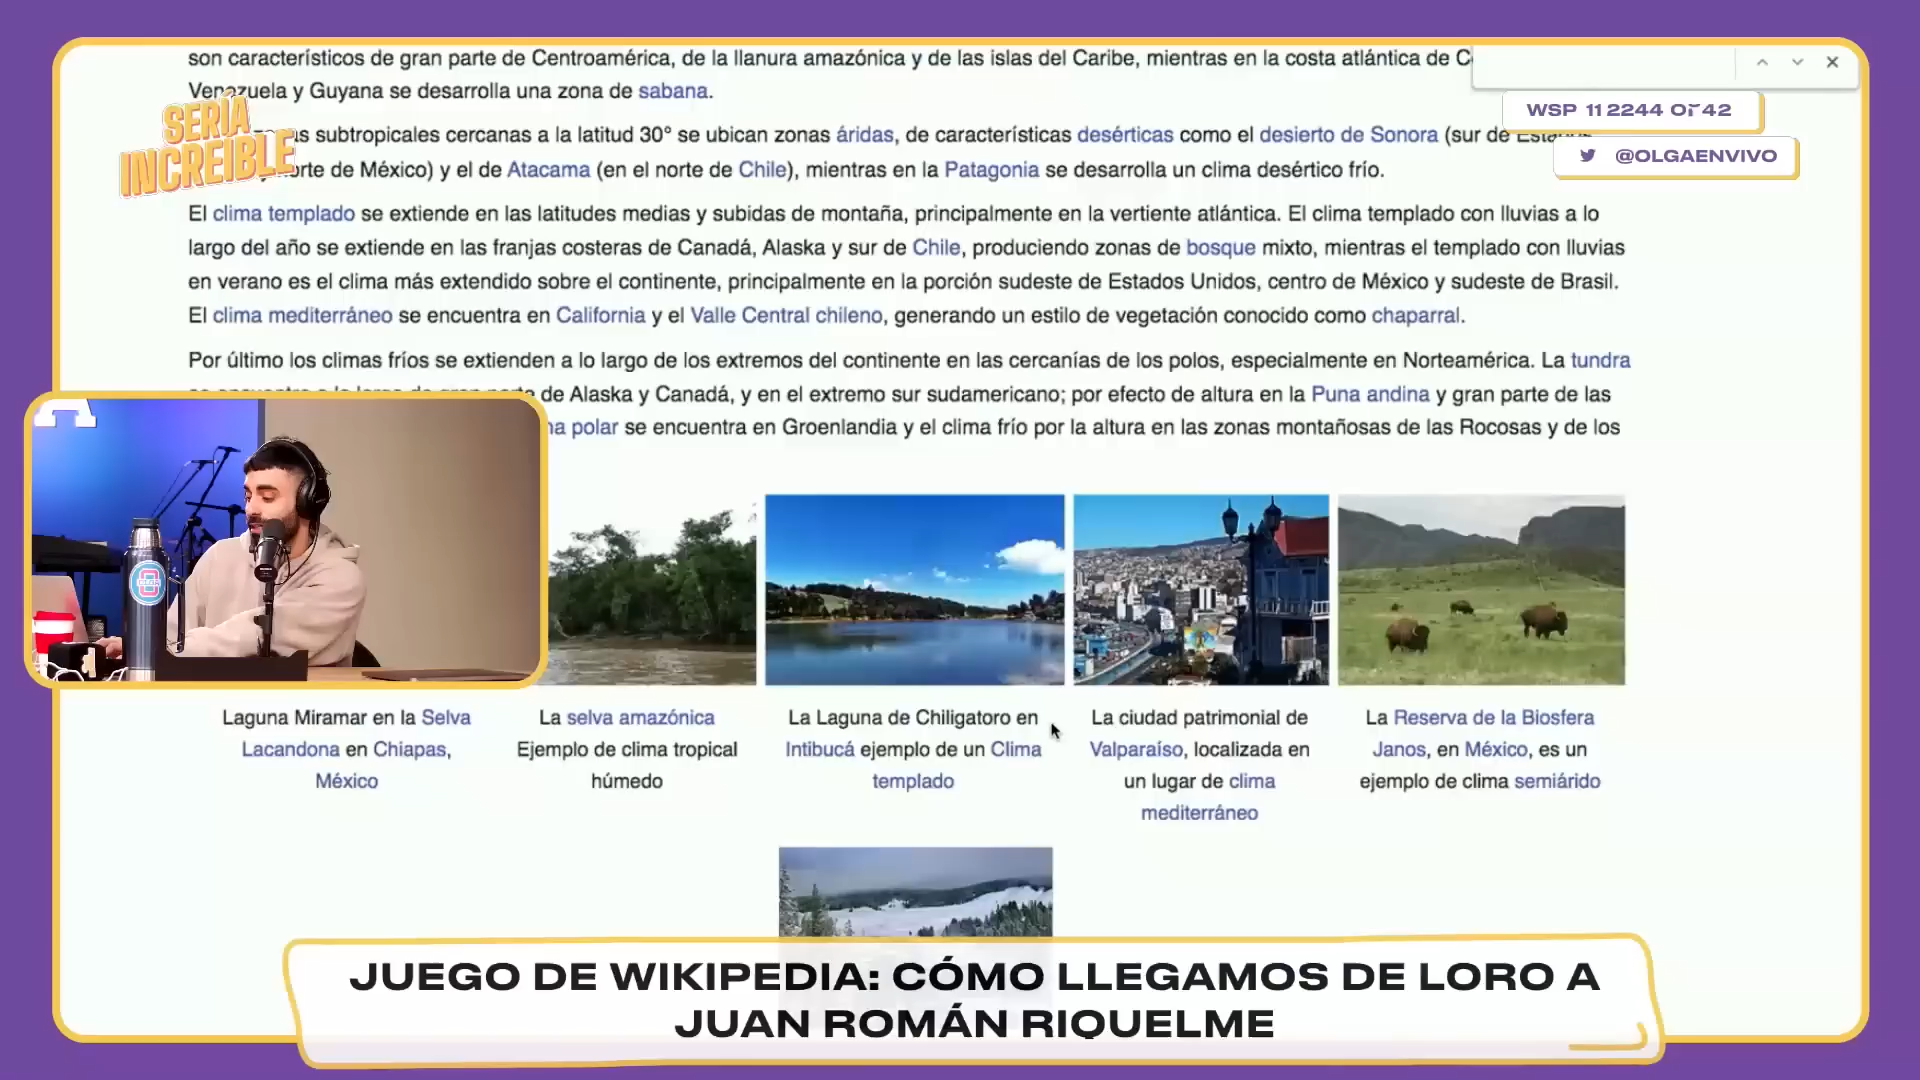 son característicos de gran parte de Centroamérica, de la llanura amazónica y de las islas del Caribe, mientras en la costa atlántica de
Venezuela y Guyana se desarrolla una zona de sabana.
SERÍA
INCREÍBLE
WSP 11 2244
@OLGAENVIVO
subtropicales cercanas a la latitud 30° se ubican zonas áridas, de características desérticas como el desierto de Sonora (sur de Estados
norte de México) y el de Atacama (en el norte de Chile), mientras en la Patagonia se desarrolla un clima desértico frío.
El clima templado se extiende en las latitudes medias y subidas de montaña, principalmente en la vertiente atlántica. El clima templado con lluvias a lo
largo del año se extiende en las franjas costeras de Canadá, Alaska y sur de Chile, produciendo zonas de bosque mixto, mientras el templado con lluvias
en verano es el clima más extendido sobre el continente, principalmente en la porción sudeste de Estados Unidos, centro de México y sudeste de Brasil.
El clima mediterráneo se encuentra en California y el Valle Central chileno, generando un estilo de vegetación conocido como chaparral.
Por último los climas fríos se extienden a lo largo de los extremos del continente en las cercanías de los polos, especialmente en Norteamérica. La tundra
de Alaska y Canadá, y en el extremo sur sudamericano; por efecto de altura en la Puna andina y gran parte de las
polar se encuentra en Groenlandia y el clima frío por la altura en las zonas montañosas de las Rocosas y de los
Laguna Miramar en la Selva
Lacandona en Chiapas,
México
La selva amazónica
Ejemplo de clima tropical
húmedo
La Laguna de Chiligatoro en
Intibucá ejemplo de un Clima
templado
La ciudad patrimonial de
Valparaíso, localizada en
un lugar de clima
mediterráneo
La Reserva de la Biosfera
Janos, en México, es un
ejemplo de clima semiárido
JUEGO DE WIKIPEDIA: CÓMO LLEGAMOS DE LORO A
JUAN ROMÁN RIQUELME